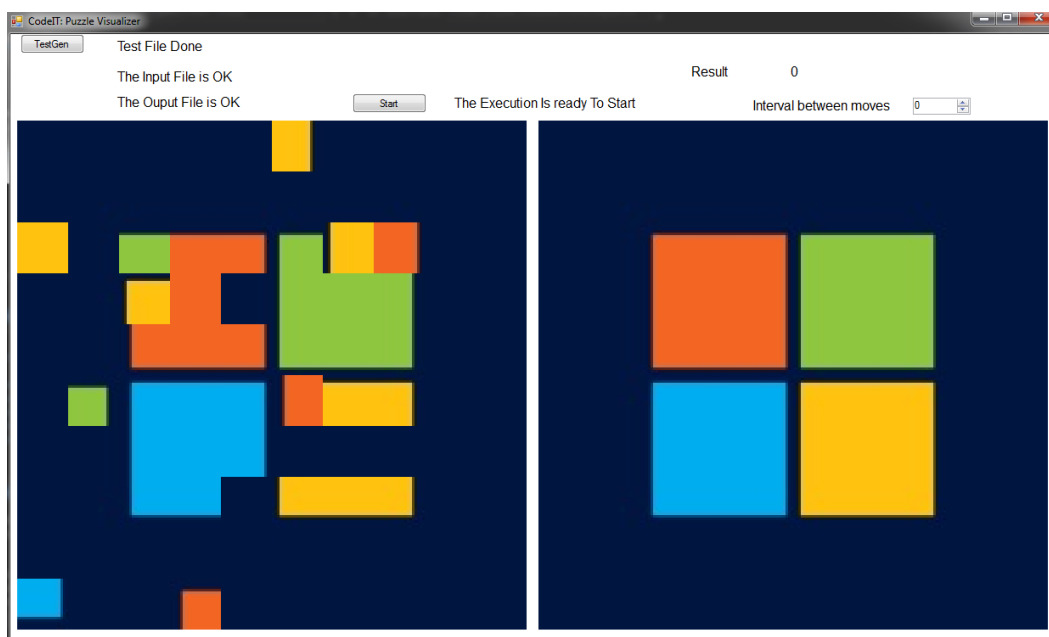 CodeIT: Puzzle Visualizer
TestGen
Test File Done
The Input File is OK
Result 0
The Ouput File is OK
Start
The Execution Is ready To Start
Interval between moves 0